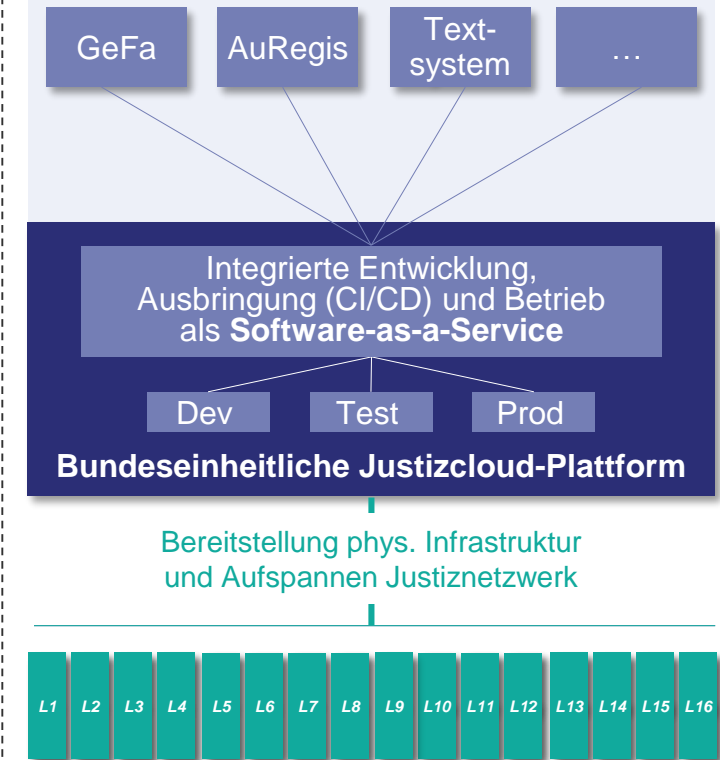 GeFa
AuRegis
Text-
system
…
Integrierte Entwicklung,
Ausbringung (CI/CD) und Betrieb
als Software-as-a-Service
Dev
Test
Prod
Bundeseinheitliche Justizcloud-Plattform
Bereitstellung phys. Infrastruktur
und Aufspannen Justiznetzwerk
L1 L2 L3 L4 L5 L6 L7 L8 L9 L10 L11 L12 L13 L14 L15 L16